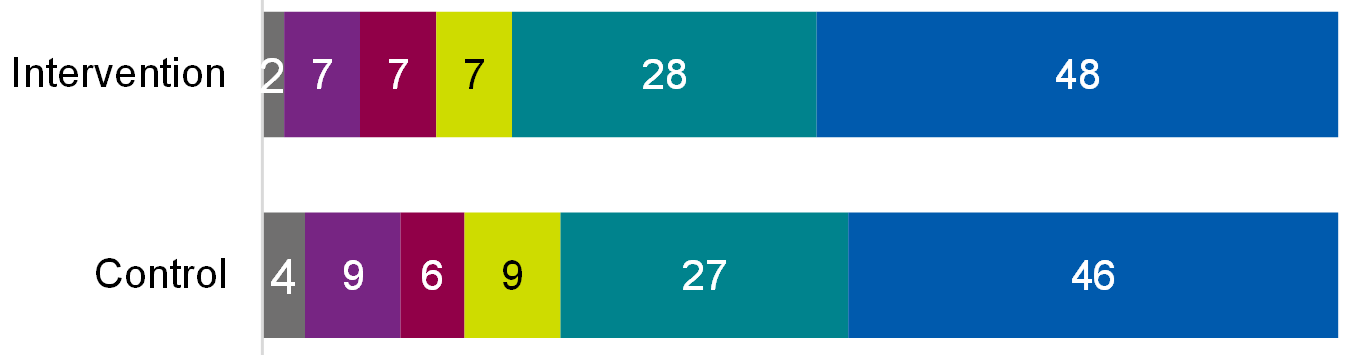 Intervention 2 7 7 7 28 48
Control 4 9 6 9 27 46